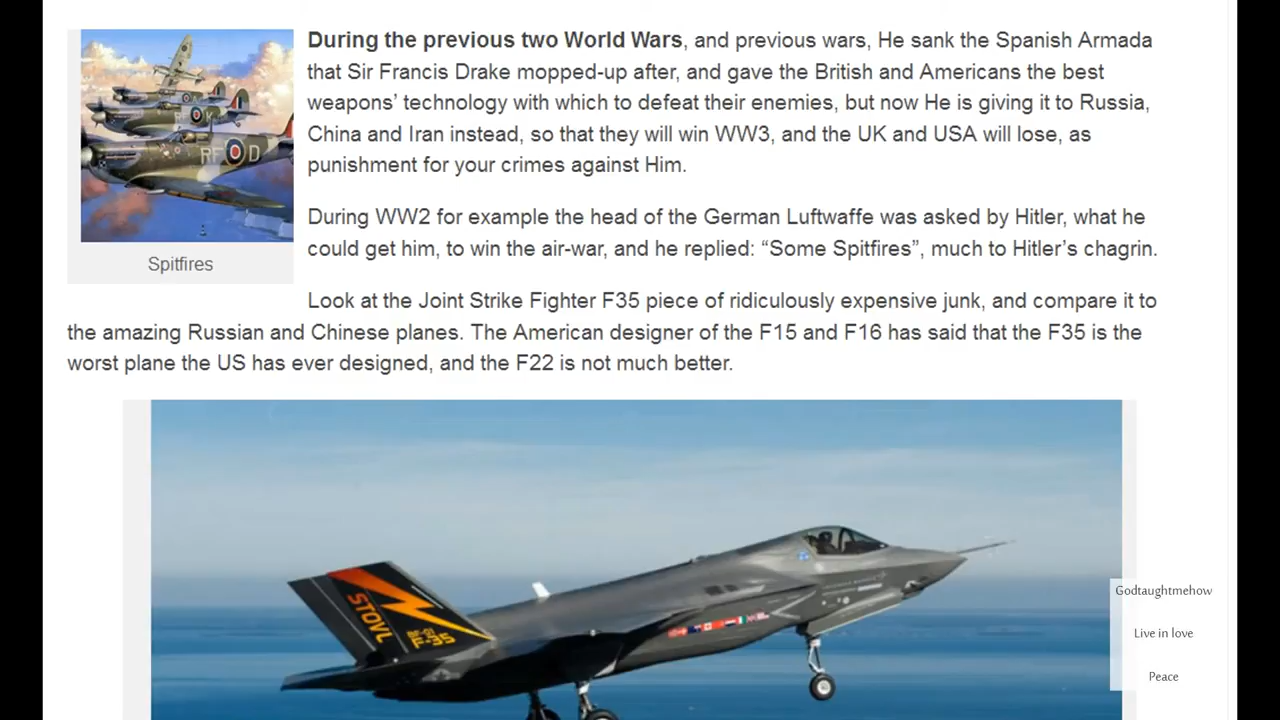 During the previous two World Wars, and previous wars, He sank the Spanish Armada
that Sir Francis Drake mopped-up after, and gave the British and Americans the best
weapons’ technology with which to defeat their enemies, but now He is giving it to Russia,
China and Iran instead, so that they will win WW3, and the UK and USA will lose, as
punishment for your crimes against Him.
RF D
Spitfires
During WW2 for example the head of the German Luftwaffe was asked by Hitler, what he
could get him, to win the air-war, and he replied: “Some Spitfires”, much to Hitler’s chagrin.
Look at the Joint Strike Fighter F35 piece of ridiculously expensive junk, and compare it to
the amazing Russian and Chinese planes. The American designer of the F15 and F16 has said that the F35 is the
worst plane the US has ever designed, and the F22 is not much better.
STOVL
Godtaughtmehow
Live in love
Peace